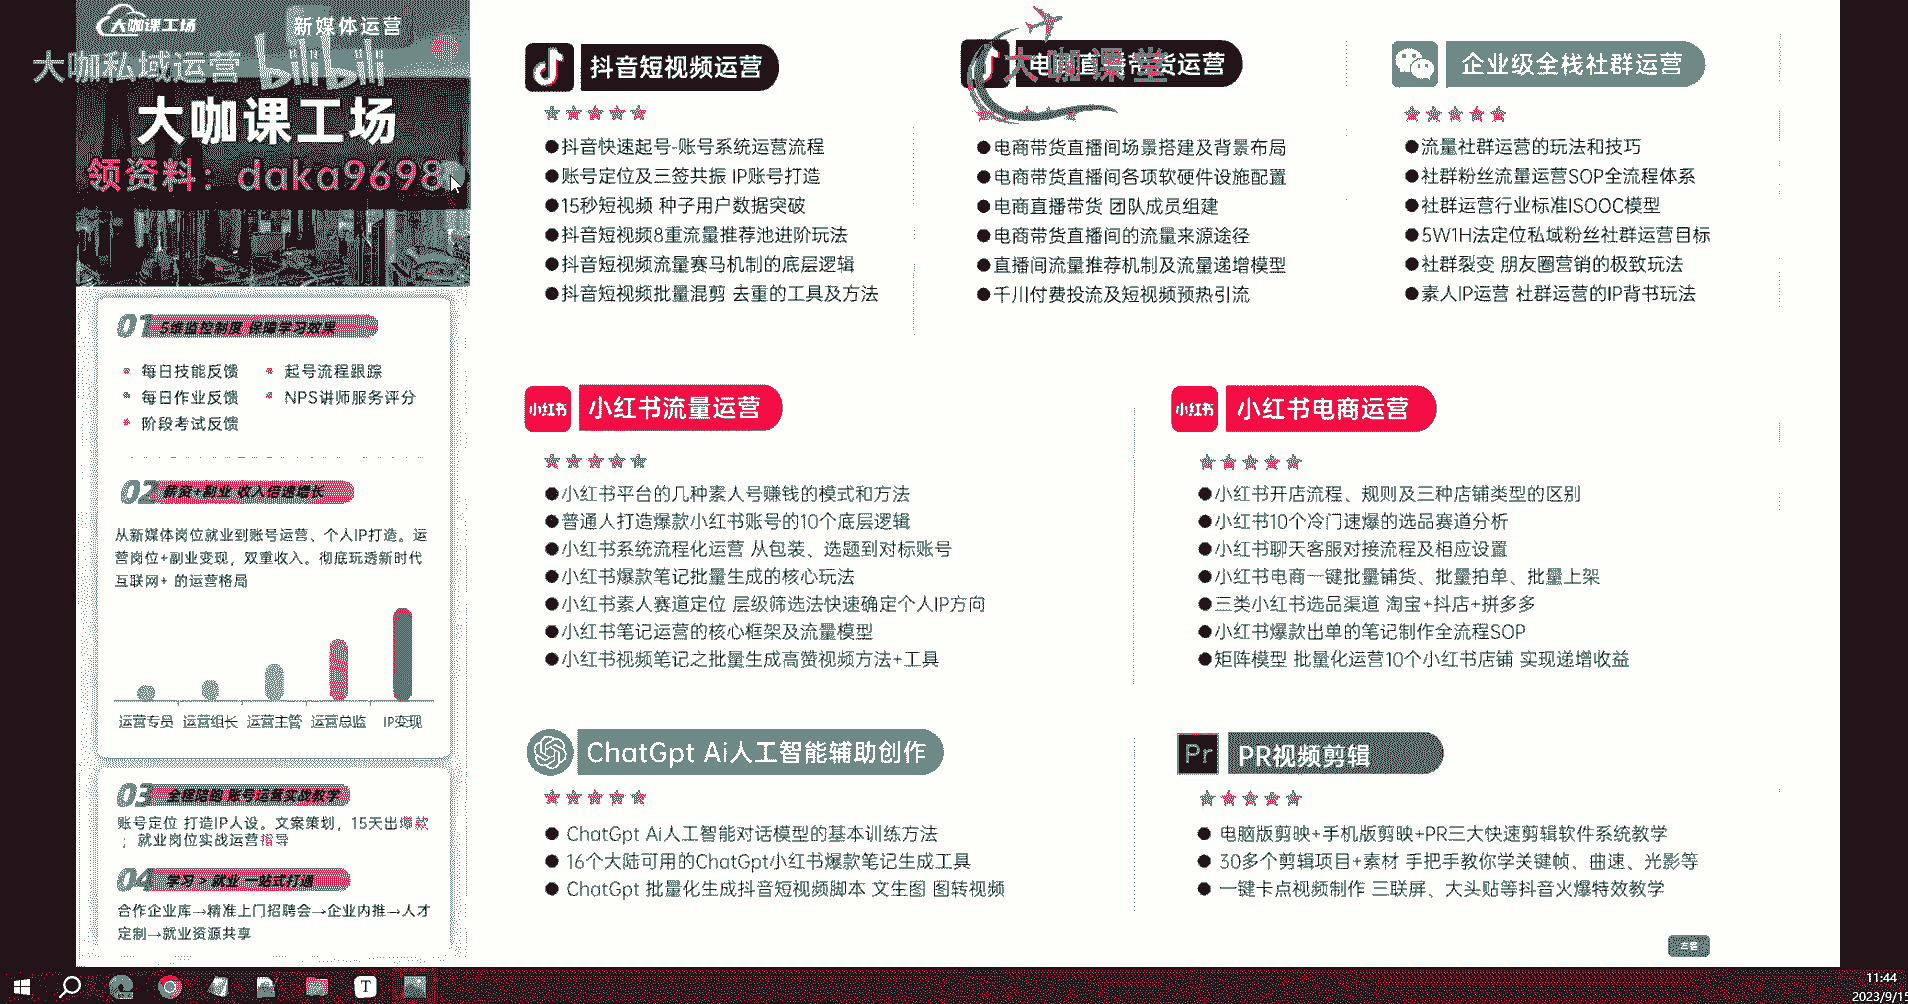 大咖课工场
新媒体运营
大咖私域运营 bilibili
大咖课工场
领资料：daka9698
01 5维监控制度 保障学习效果
每日技能反馈
起号流程跟踪
每日作业反馈
NPS讲师服务评分
阶段考试反馈
02 薪资+副业 收入倍速增长
从新媒体岗位就业到账号运营、个人IP打造。运
营岗位+副业变现，双重收入。彻底玩透新时代
互联网+ 的运营格局
运营专员 运营组长 运营主管 运营总监 IP变现
03 全程陪跑 账号运营实战教学
账号定位 打造IP人设。文案策划，15天出爆款
；就业岗位实战运营指导
04 学习 > 就业 一站式打通
合作企业库→精准上门招聘会→企业内推→人才
定制→就业资源共享
抖音短视频运营
●抖音快速起号-账号系统运营流程
●账号定位及三签共振 IP账号打造
●15秒短视频 种子用户数据突破
●抖音短视频8重流量推荐池进阶玩法
●抖音短视频流量赛马机制的底层逻辑
●抖音短视频批量混剪 去重的工具及方法
电商直播带货运营
大咖课堂
●电商带货直播间场景搭建及背景布局
●电商带货直播间各项软硬件设施配置
●电商直播带货 团队成员组建
●电商带货直播间的流量来源途径
●直播间流量推荐机制及流量递增模型
●千川付费投流及短视频预热引流
企业级全栈社群运营
●流量社群运营的玩法和技巧
●社群粉丝流量运营SOP全流程体系
●社群运营行业标准ISOOC模型
●5W1H法定位私域粉丝社群运营目标
●社群裂变 朋友圈营销的极致玩法
●素人IP运营 社群运营的IP背书玩法
小红书 小红书流量运营
●小红书平台的几种素人号赚钱的模式和方法
●普通人打造爆款小红书账号的10个底层逻辑
●小红书系统流程化运营 从包装、选题到对标账号
●小红书爆款笔记批量生成的核心玩法
●小红书素人赛道定位 层级筛选法快速确定个人IP方向
●小红书笔记运营的核心框架及流量模型
●小红书视频笔记之批量生成高赞视频方法+工具
小红书 小红书电商运营
●小红书开店流程、规则及三种店铺类型的区别
●小红书10个冷门速爆的选品赛道分析
●小红书聊天客服对接流程及相应设置
●小红书电商一键批量铺货、批量拍单、批量上架
●三类小红书选品渠道 淘宝+抖店+拼多多
●小红书爆款出单的笔记制作全流程SOP
●矩阵模型 批量化运营10个小红书店铺 实现递增收益
ChatGpt Ai人工智能辅助创作
● ChatGpt Ai人工智能对话模型的基本训练方法
● 16个大陆可用的ChatGpt小红书爆款笔记生成工具
● ChatGpt 批量化生成抖音短视频脚本 文生图 图转视频
Pr PR视频剪辑
● 电脑版剪映+手机版剪映+PR三大快速剪辑软件系统教学
● 30多个剪辑项目+素材 手把手教你学关键帧、曲速、光影等
● 一键卡点视频制作 三联屏、大头贴等抖音火爆特效教学
T
11:44
2023/9/15